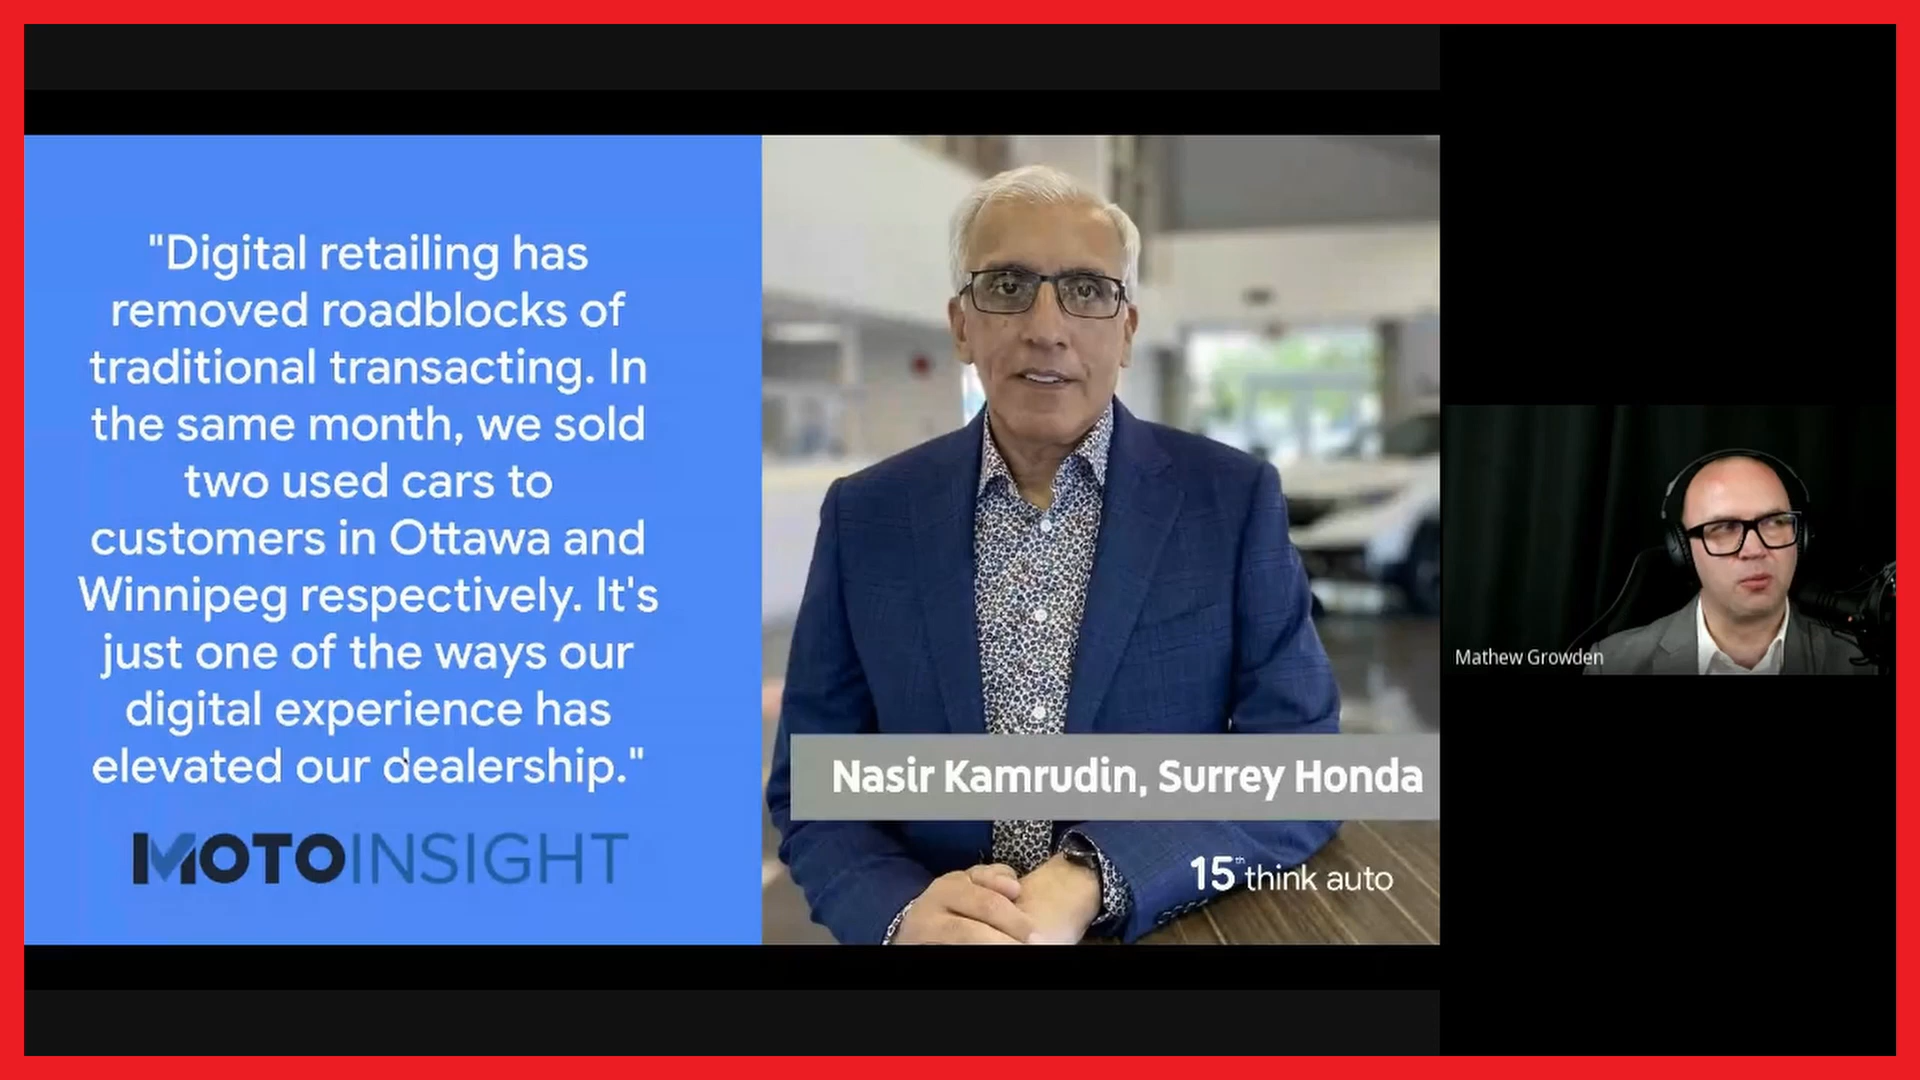 "Digital retailing has
removed roadblocks of
traditional transacting. In
the same month, we sold
two used cars to
customers in Ottawa and
Winnipeg respectively. It's
just one of the ways our
digital experience has
elevated our dealership."
MOTOINSIGHT
Nasir Kamrudin, Surrey Honda
15th think auto
Mathew Growden